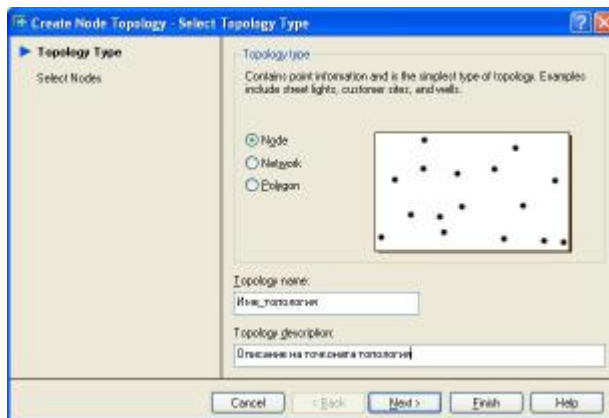 Create Node Topology - Select Topology Type
Topology Type
Select Nodes
Topology type
Contains point information and is the simplest type of topology. Examples
include street lights, customer sites, and wells.
Node
Network
Polygon
Topology name:
Име_топология
Topology description:
Описание на точковата топология
Cancel
< Back
Next >
Finish
Help